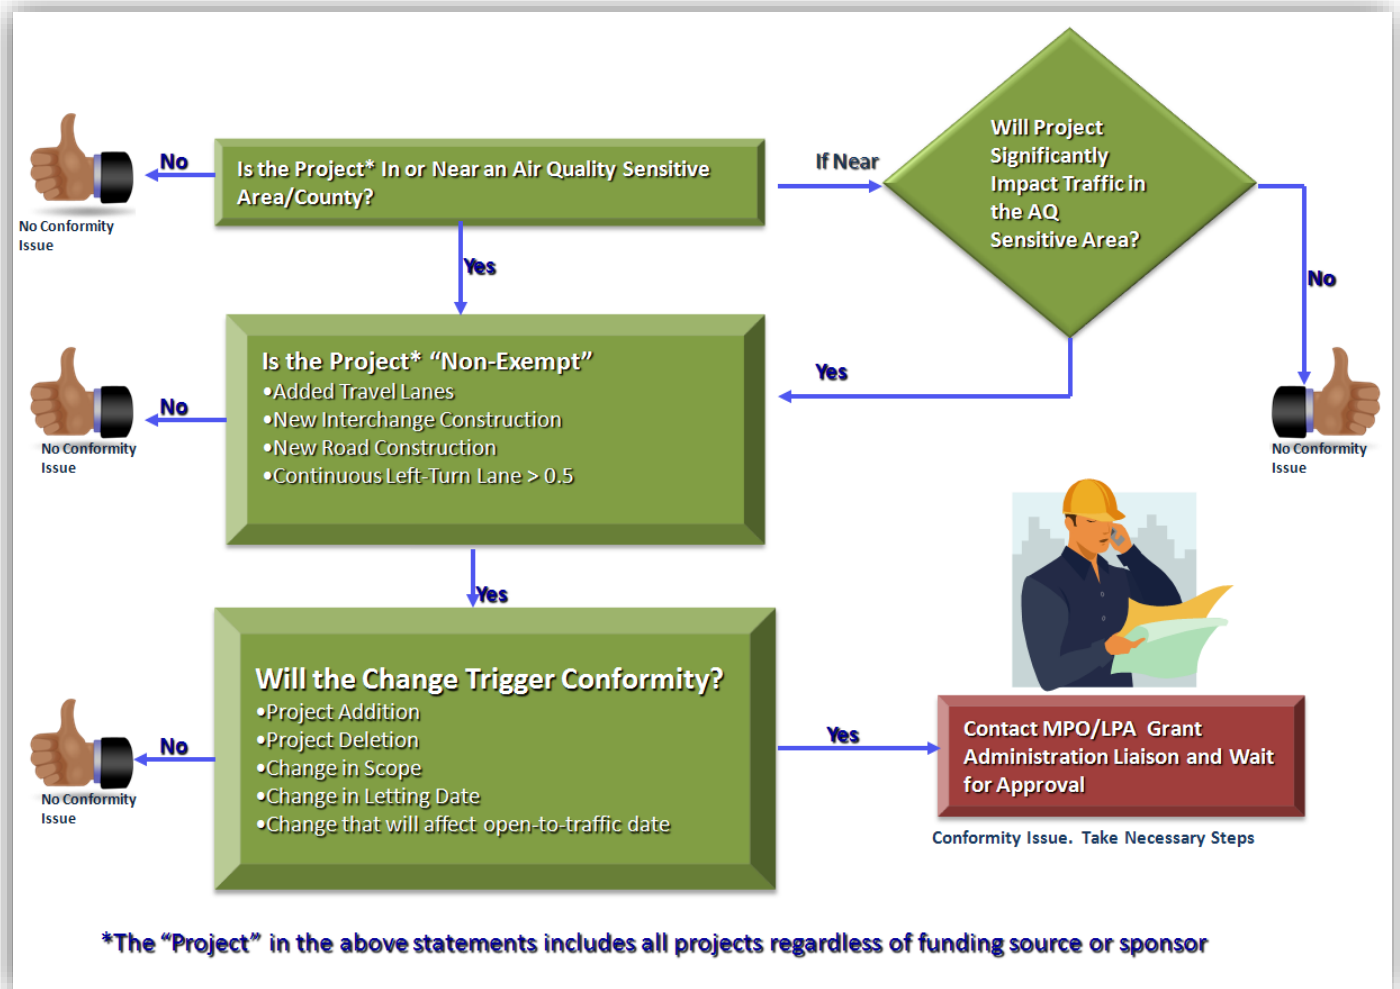 No
Is the Project* In or Near an Air Quality Sensitive
Area/County?
No Conformity
Issue
If Near
Will Project
Significantly
Impact Traffic in
the AQ
Sensitive Area?
No
No Conformity
Issue
Yes
Yes
Is the Project* “Non-Exempt”
•Added Travel Lanes
•New Interchange Construction
•New Road Construction
•Continuous Left-Turn Lane > 0.5
No
No Conformity
Issue
Yes
Will the Change Trigger Conformity?
•Project Addition
•Project Deletion
•Change in Scope
•Change in Letting Date
•Change that will affect open-to-traffic date
No
No Conformity
Issue
Yes
Contact MPO/LPA Grant
Administration Liaison and Wait
for Approval
Conformity Issue. Take Necessary Steps
*The “Project” in the above statements includes all projects regardless of funding source or sponsor